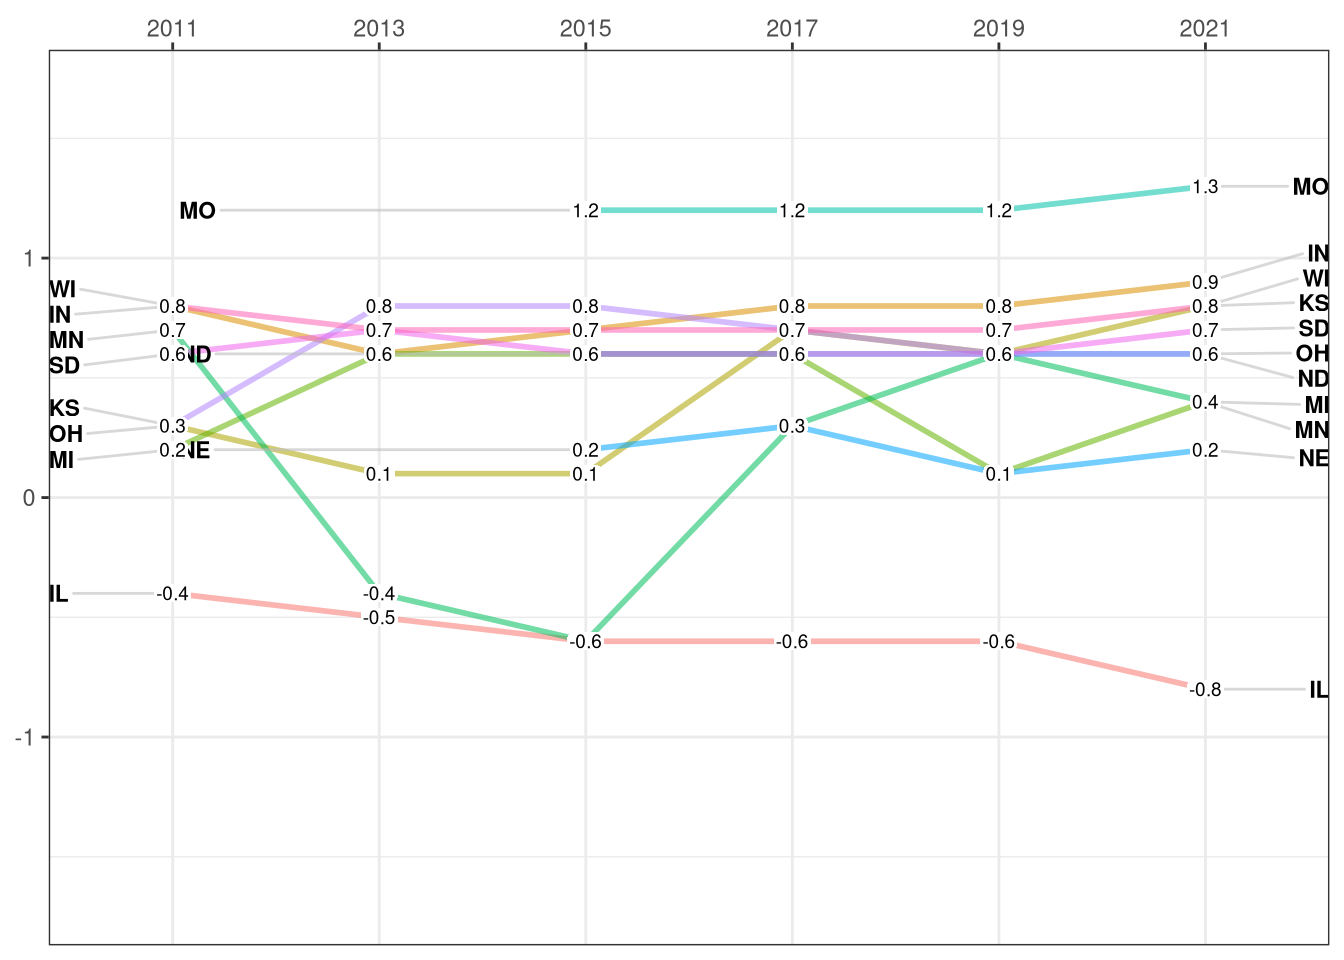 2011 2013 2015 2017 2019 2021
MO 1.2 1.2 1.2 1.3 MO
1
IN
WI
WI 0.8 0.8 0.8 0.8 0.8 0.9
IN 0.8 KS
MN 0.7 0.7 0.7 0.7 0.7 0.7 SD
SD 0.6 ND 0.6 0.6 0.6 0.6 0.6 OH
ND
KS 0.4 MI
OH 0.3 0.3 MN
MI 0.2 NE 0.2 0.2 NE
0.1 0.1 0.1
0
IL -0.4 -0.4
-0.5
-0.6 -0.6 -0.6
-0.8 IL
-1